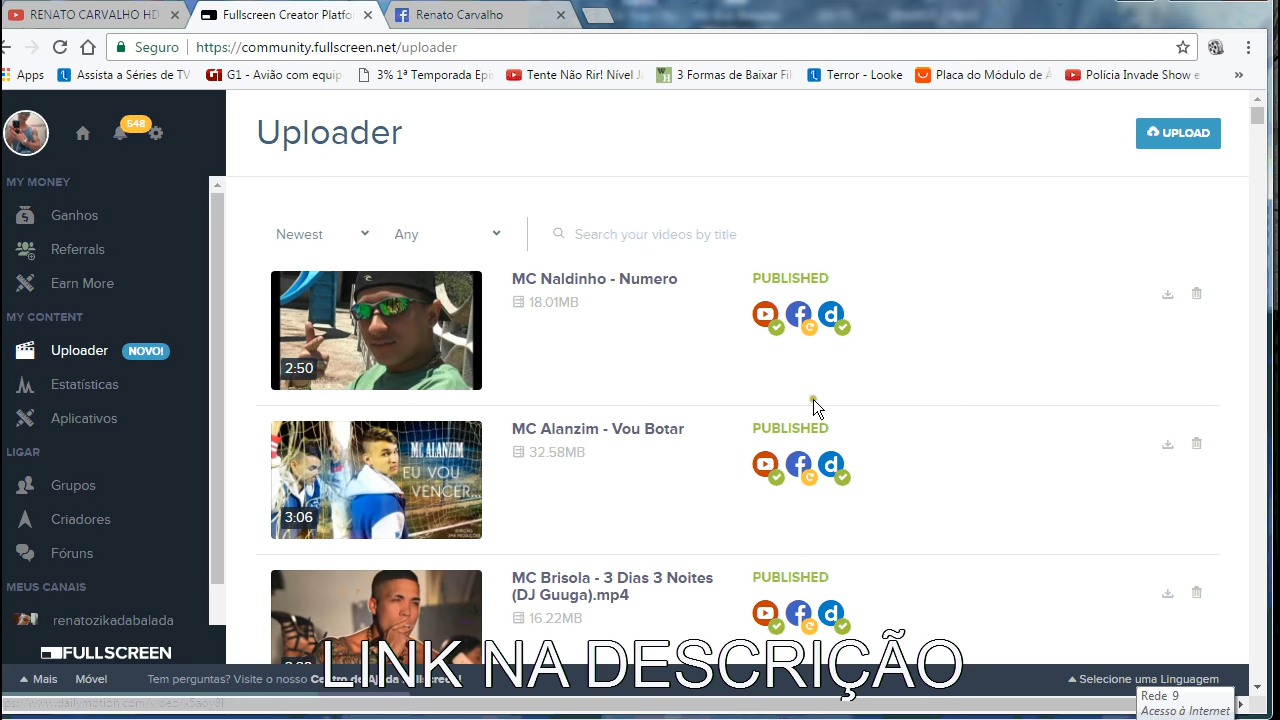 RENATO CARVALHO HD
Fullscreen Creator Platfo
Renato Carvalho
Seguro
https://community.fullscreen.net/uploader
Apps
Assista a Séries de TV
G1 - Avião com equip
3% 1ª Temporada Epi
Tente Não Rir! Nível
3 Formas de Baixar
Terror - Looke
Placa do Módulo de
Polícia Invade Show e
»
548
Uploader
UPLOAD
MY MONEY
Ganhos
Referrals
Earn More
MY CONTENT
Uploader NOVO!
Estatísticas
Aplicativos
LIGAR
Grupos
Criadores
Fóruns
MEUS CANAIS
renatozikadabalada
FULLSCREEN
Newest
Any
Search your videos by title
2:50
MC Naldinho - Numero
18.01MB
PUBLISHED
MC ALANZIM
EU VOU
VENCER...
3:06
MC Alanzim - Vou Botar
32.58MB
PUBLISHED
MC Brisola - 3 Dias 3 Noites
(DJ Guuga).mp4
16.22MB
PUBLISHED
LINK NA DESCRIÇÃO
Mais
Móvel
Tem perguntas? Visite o nosso Centro de Ajuda Fullscreen!
Selecione uma Linguagem
Rede 9
Acesso à Internet